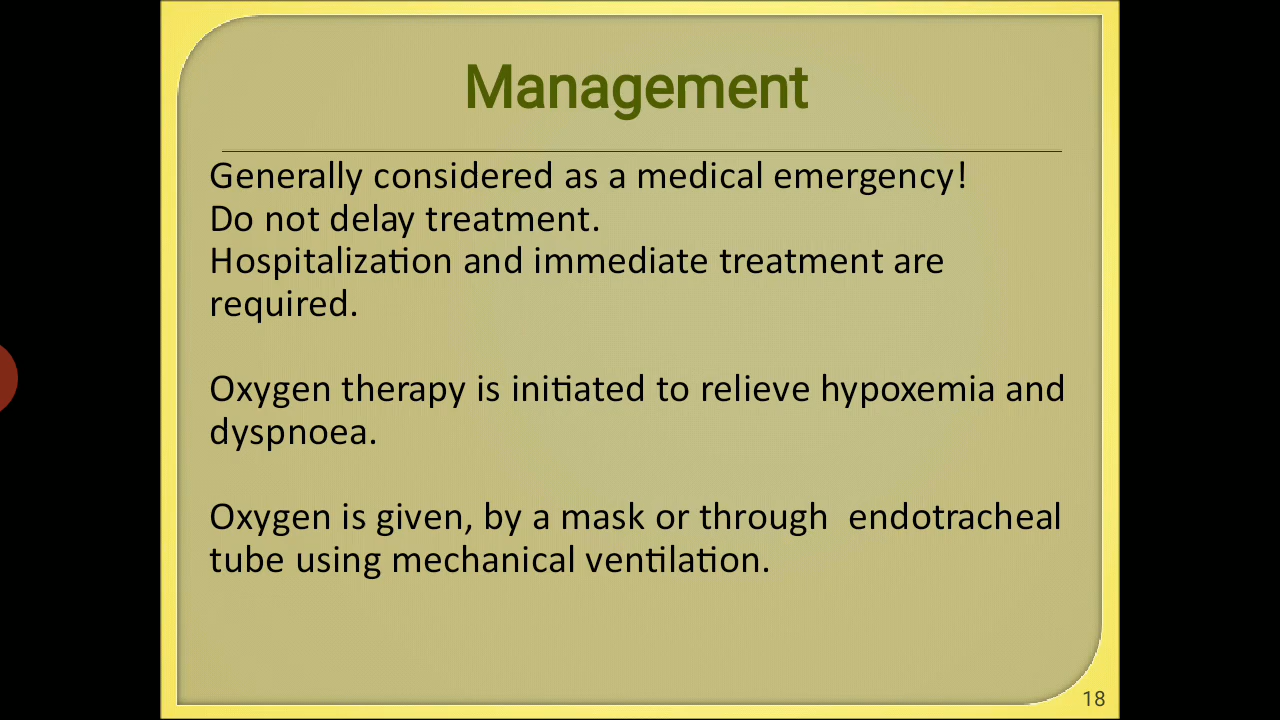 Management
Generally considered as a medical emergency!
Do not delay treatment.
Hospitalization and immediate treatment are
required.
Oxygen therapy is initiated to relieve hypoxemia and
dyspnoea.
Oxygen is given, by a mask or through  endotracheal
tube using mechanical ventilation.
18